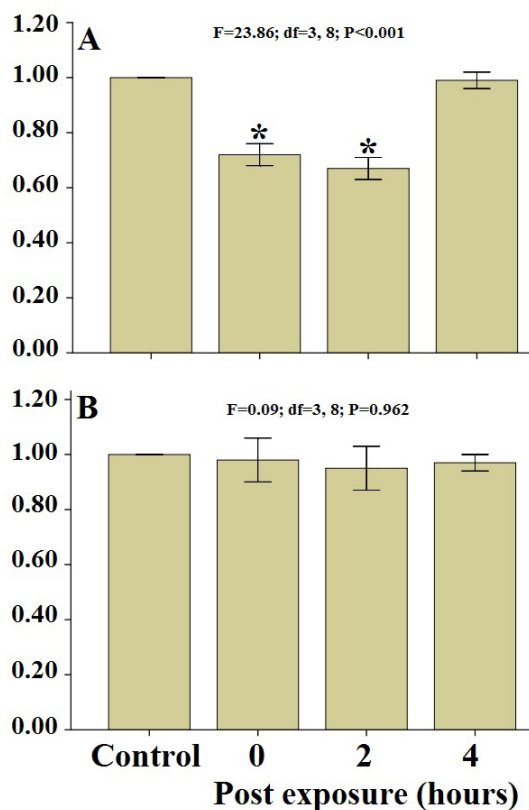 1.20
A
F=23.86; df=3, 8; P<0.001
1.00
0.80
*
*
0.60
0.40
0.20
0.00
1.20
B
F=0.09; df=3, 8; P=0.962
1.00
0.80
0.60
0.40
0.20
0.00
Control 0 2 4
Post exposure (hours)